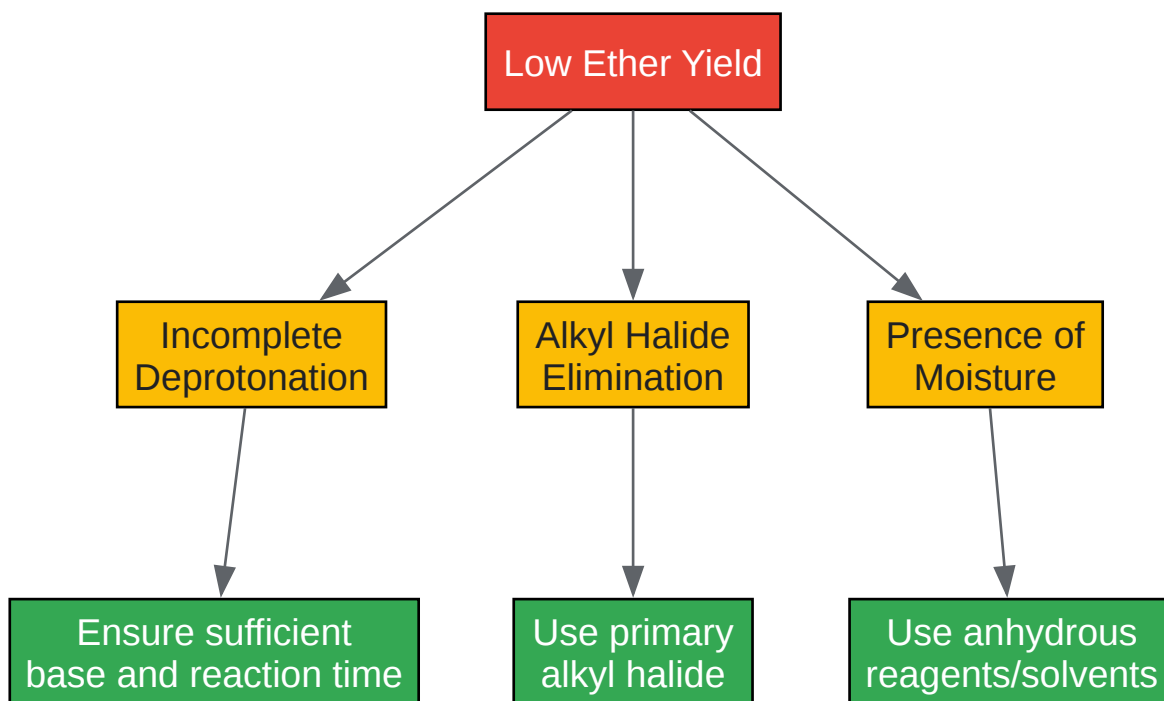 Low Ether Yield
Incomplete
Deprotonation
Alkyl Halide
Elimination
Presence of
Moisture
Ensure sufficient
base and reaction time
Use primary
alkyl halide
Use anhydrous
reagents/solvents